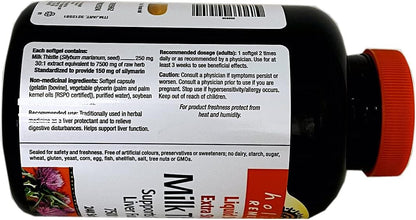 Each softgel contains:
Milk Thistle (Silybum marianum, seed) ........ 250 mg
30:1 extract equivalent to 7500 mg of raw herb
Standardized to provide 150 mg of silymarin
Non-medicinal ingredients: Softgel capsule
(gelatin [bovine], vegetable glycerin (palm and palm
kernel oils [RSPO certified]), purified water), soybean
Recommended use: Traditionally used in herbal
medicine as a liver protectant and to relieve
digestive disturbances. Helps support liver function.
Recommended dosage (adults): 1 softgel 2 times
daily or as recommended by a physician. Use for at
least 3 weeks to see beneficial effects.
Caution: Consult a physician if symptoms persist or
worsen. Consult a physician prior to use if you are
pregnant. Stop use if hypersensitivity/allergy occurs.
Keep out of reach of children.
For product freshness protect from
heat and humidity.
Sealed for safety and freshness. Free of artificial colours, preservatives or sweeteners; no dairy, starch, sugar,
wheat, gluten, yeast, corn, egg, fish, shellfish, salt, tree nuts or GMOs.
Liquid
Extra
Milk T
Suppo
Liver